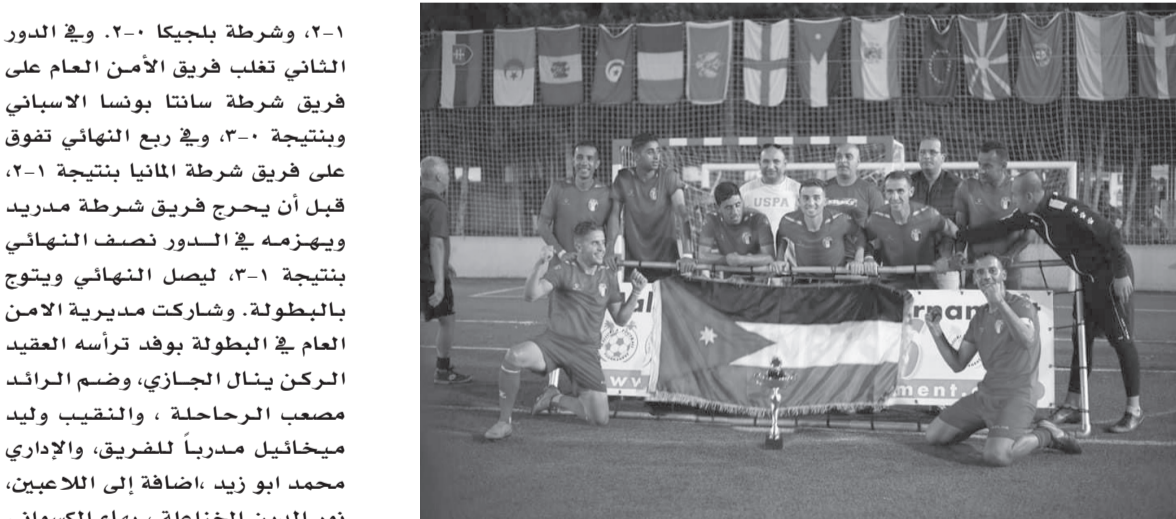 ٢-١، وشرطة بلجيكا ٠-٢. وفي الدور
الثاني تغلب فريق الأمن العام على
فريق شرطة سانتا بونسا الاسباني
وبنتيجة ٠-٣، وفي ربع النهائي تفوق
على فريق شرطة المانيا بنتيجة ١-٢،
قبل أن يحرج فريق شرطة مدريد
ويهزمه في الدور نصف النهائي
بنتيجة ١-٣، ليصل النهائي ويتوج
بالبطولة. وشاركت مديرية الامن
العام في البطولة بوفد ترأسه العقيد
الركن ينال الجازي، وضم الرائد
مصعب الرحاحلة ، والنقيب وليد
ميخائيل مدرباً للفريق، والإداري
محمد ابو زيد ،اضافة إلى اللاعبين،
USPA
al
rnam
ww
ment.